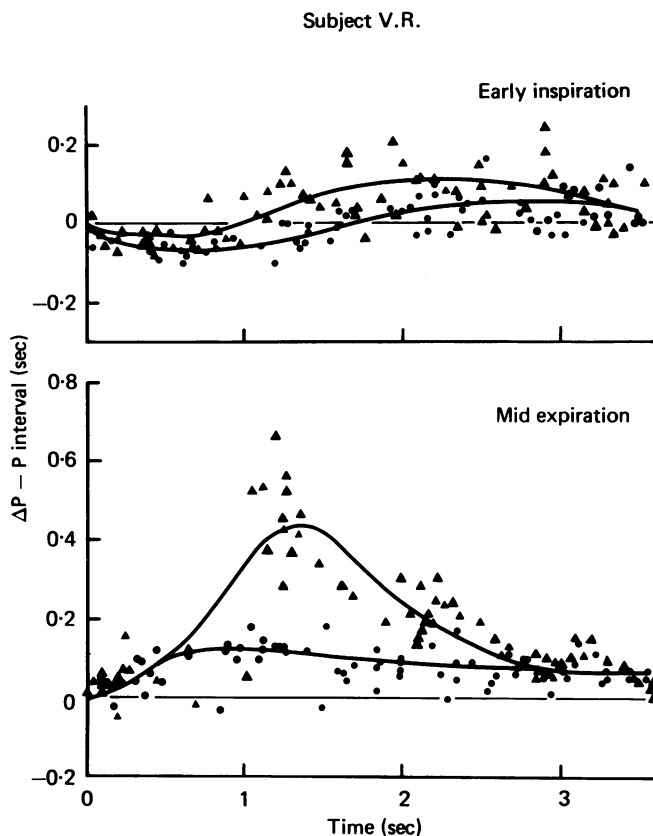 Subject V.R.
Early inspiration
0·2
0
−0·2
ΔP − P interval (sec)
0·8
Mid expiration
0·6
0·4
0·2
0
−0·2
0 1 2 3
Time (sec)